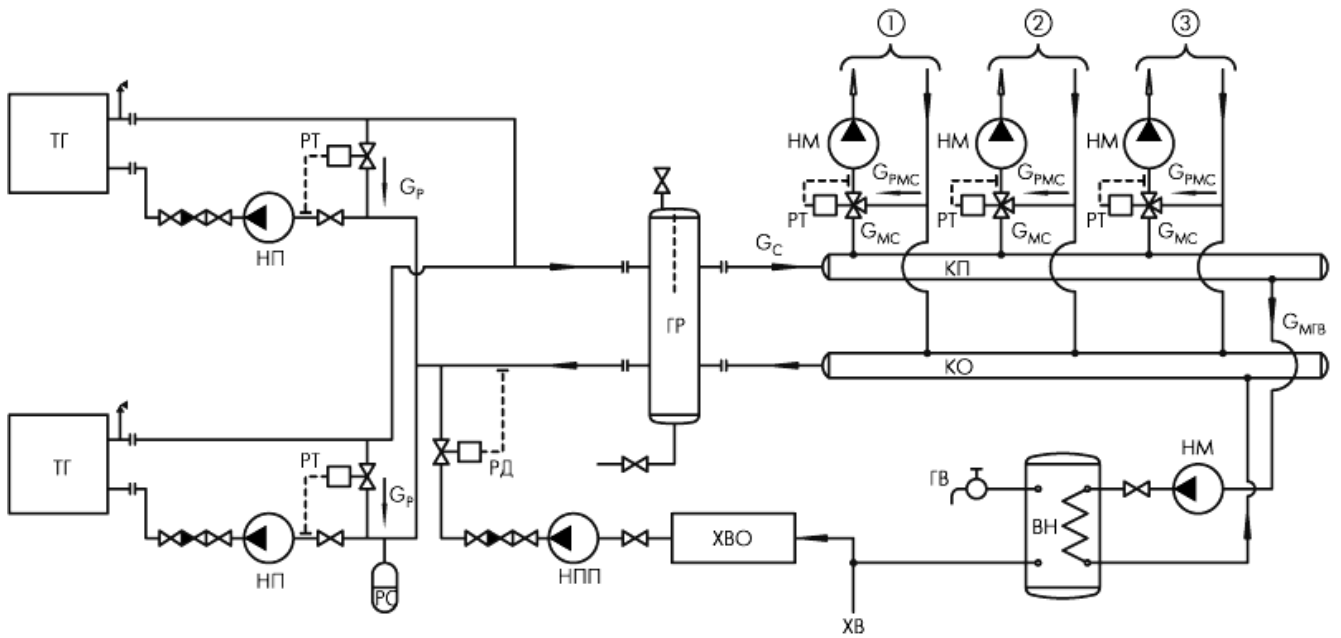 1 2 3
ТГ РТ НМ НМ НМ
G_Р G_РМС G_РМС G_РМС
РТ РТ РТ
НП G_С G_МС G_МС G_МС
КП
ГР G_МГВ
КО
ТГ РТ РД НМ
G_Р ГВ
ВН
НП НПП ХВО
РС
ХВ